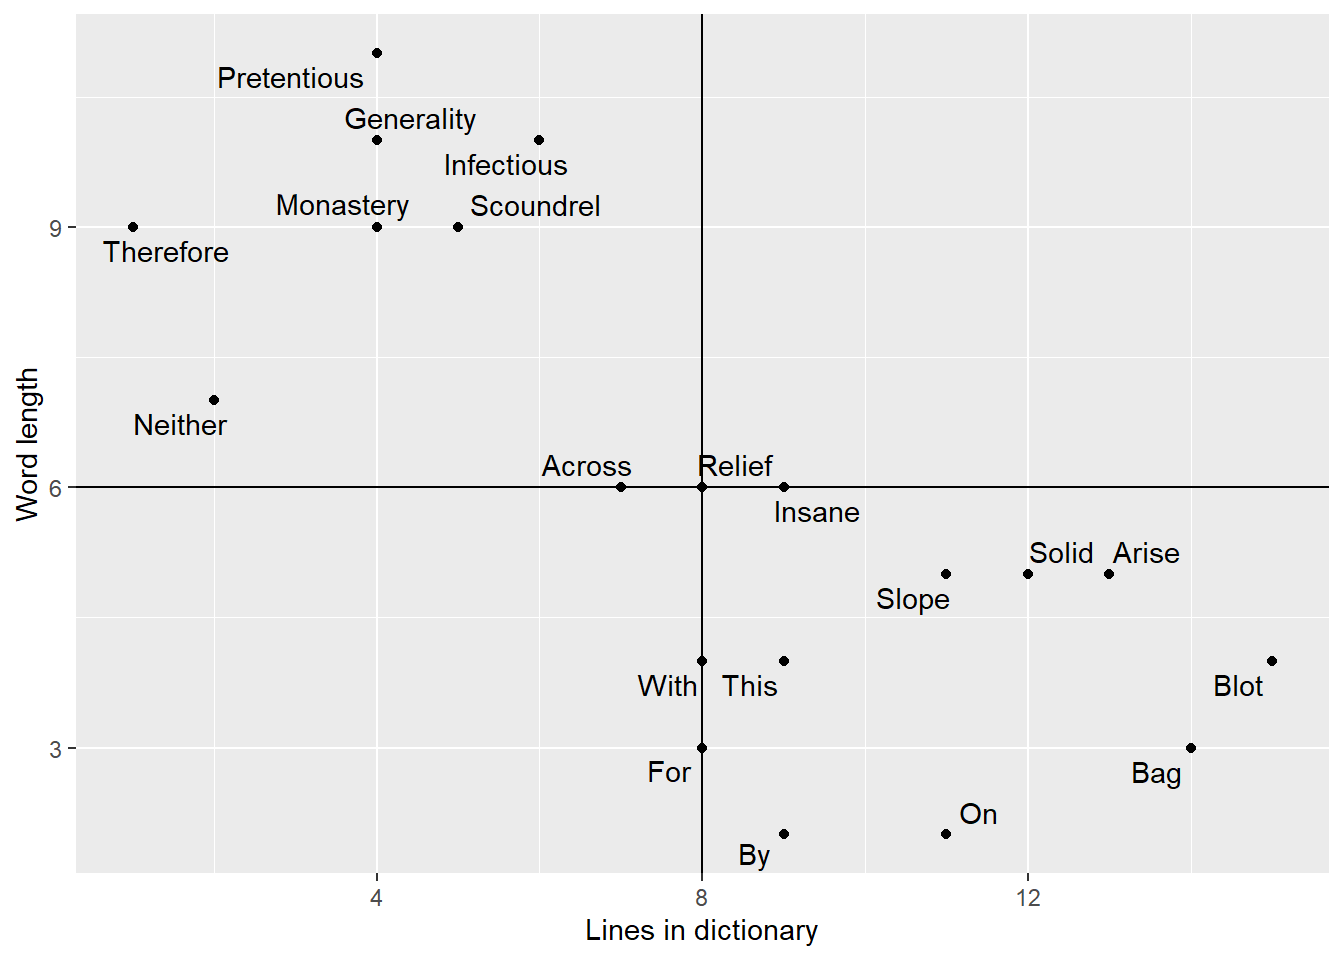 Pretentious
Generality
Infectious
Monastery
Scoundrel
9
Therefore
Neither
Word length
Across
Relief
6
Insane
Solid
Arise
Slope
With
This
Blot
3
For
Bag
On
By
4
8
12
Lines in dictionary